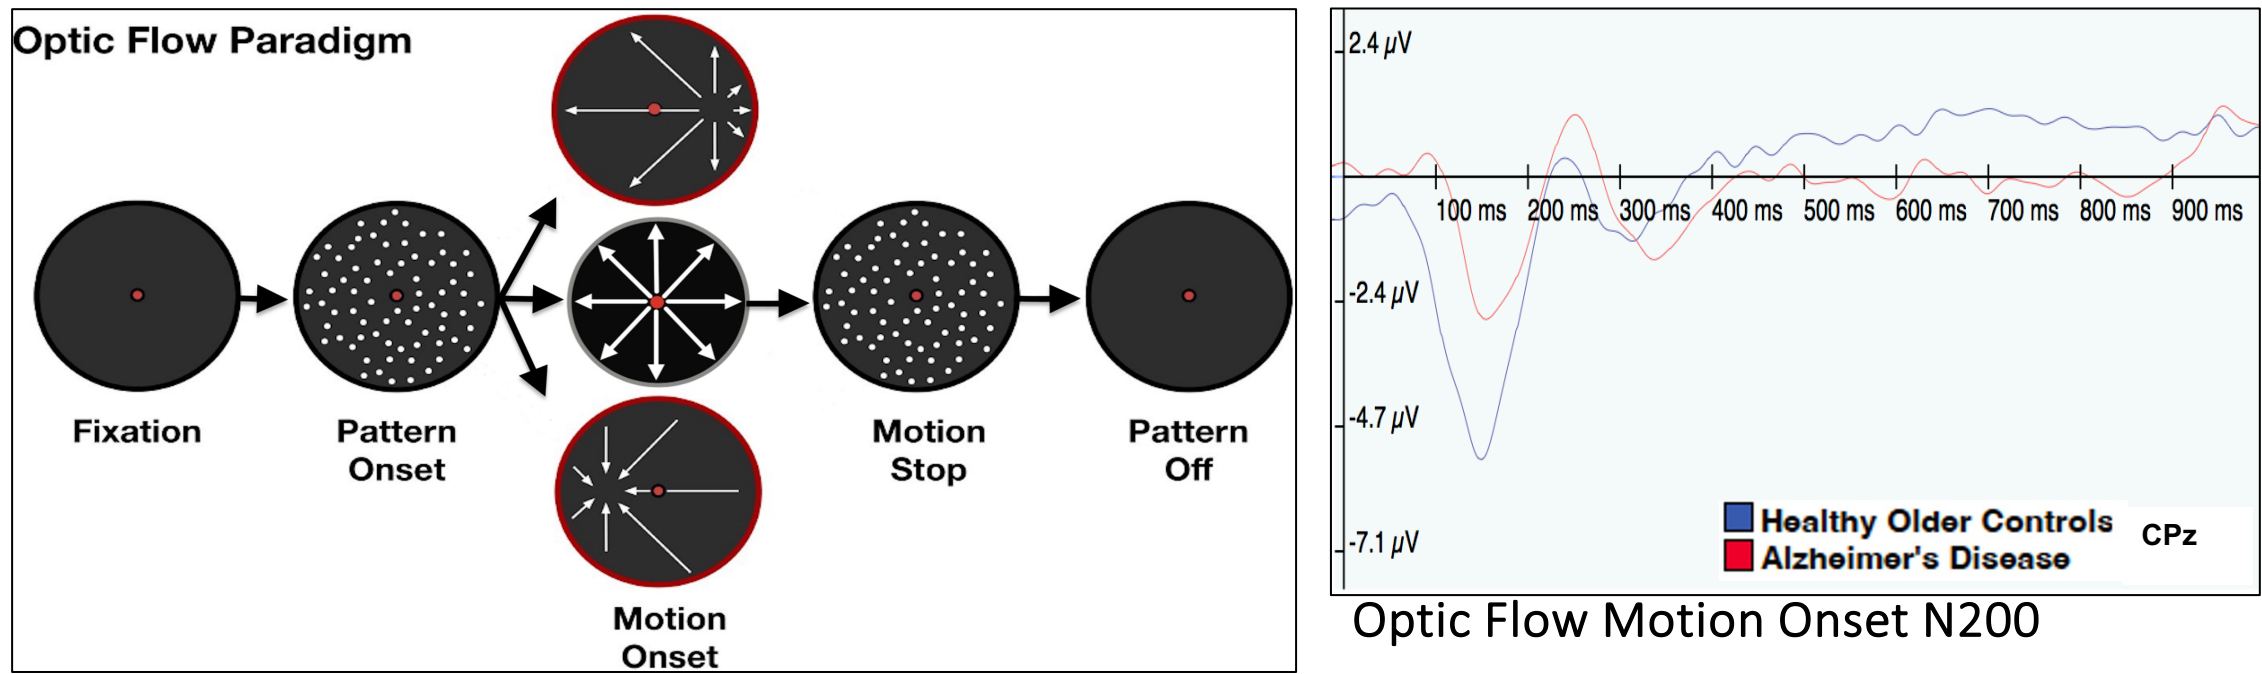 Optic Flow Paradigm
Fixation
Pattern
Onset
Motion
Onset
Motion
Stop
Pattern
Off
2.4 µV
100 ms
200 ms
300 ms
400 ms
500 ms
600 ms
700 ms
800 ms
900 ms
-2.4 µV
-4.7 µV
-7.1 µV
Healthy Older Controls
Alzheimer's Disease
CPz
Optic Flow Motion Onset N200